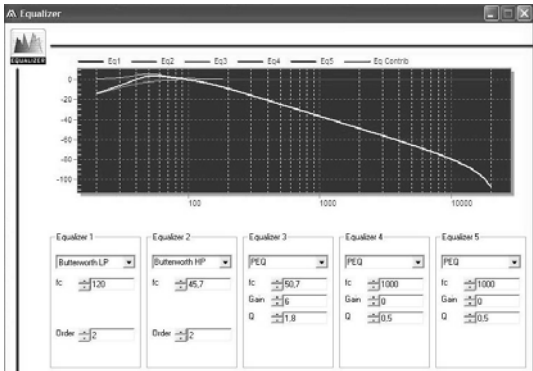 Equalizer
EQUALIZER
Eq1 Eq2 Eq3 Eq4 Eq5 Eq Contrib
0
-20
-40
-60
-80
-100
100 1000 10000
Equalizer 1 Equalizer 2 Equalizer 3 Equalizer 4 Equalizer 5
Butterworth LP Butterworth HP PEQ PEQ PEQ
fc 120 fc 45,7 fc 50,7 fc 1000 fc 1000
Gain 6 Gain 0 Gain 0
Q 1,8 Q 0,5 Q 0,5
Order 2 Order 2